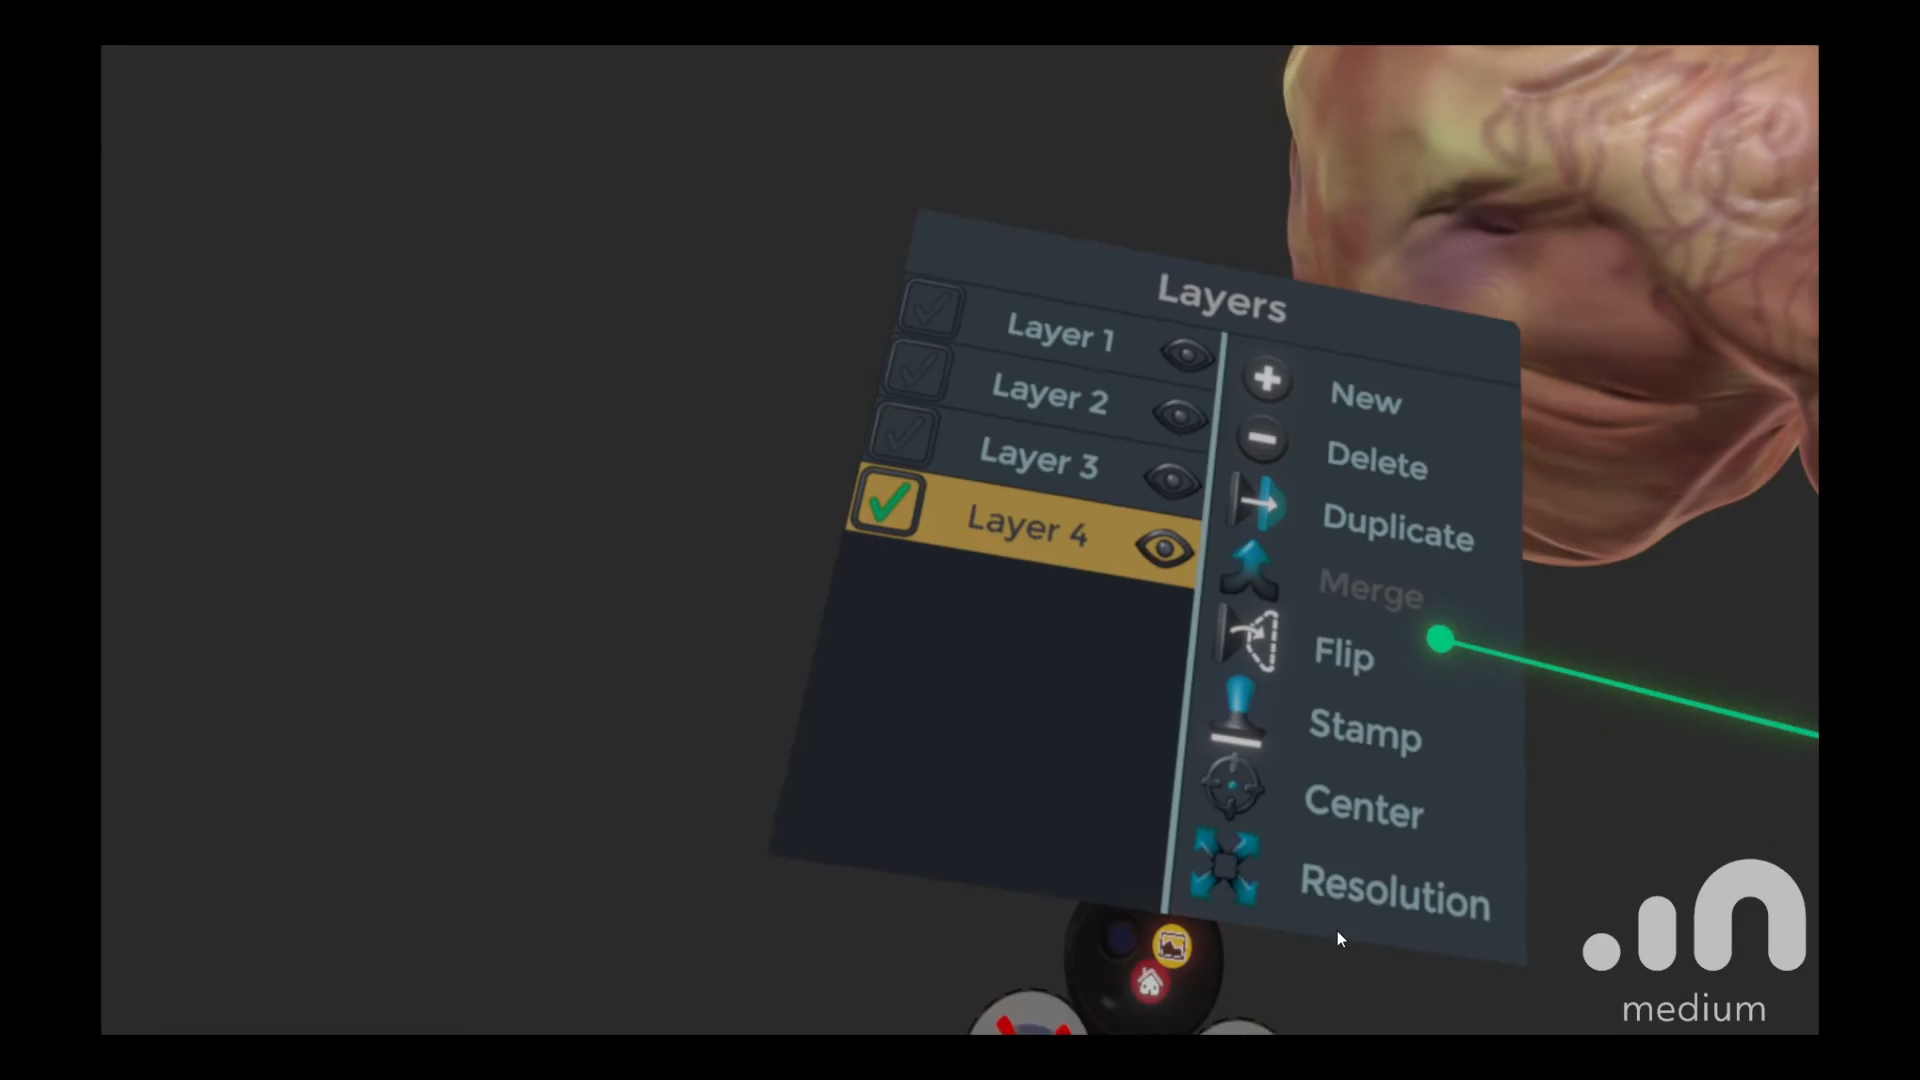 Layers
Layer 1
Layer 2
Layer 3
Layer 4
New
Delete
Duplicate
Merge
Flip
Stamp
Center
Resolution
medium